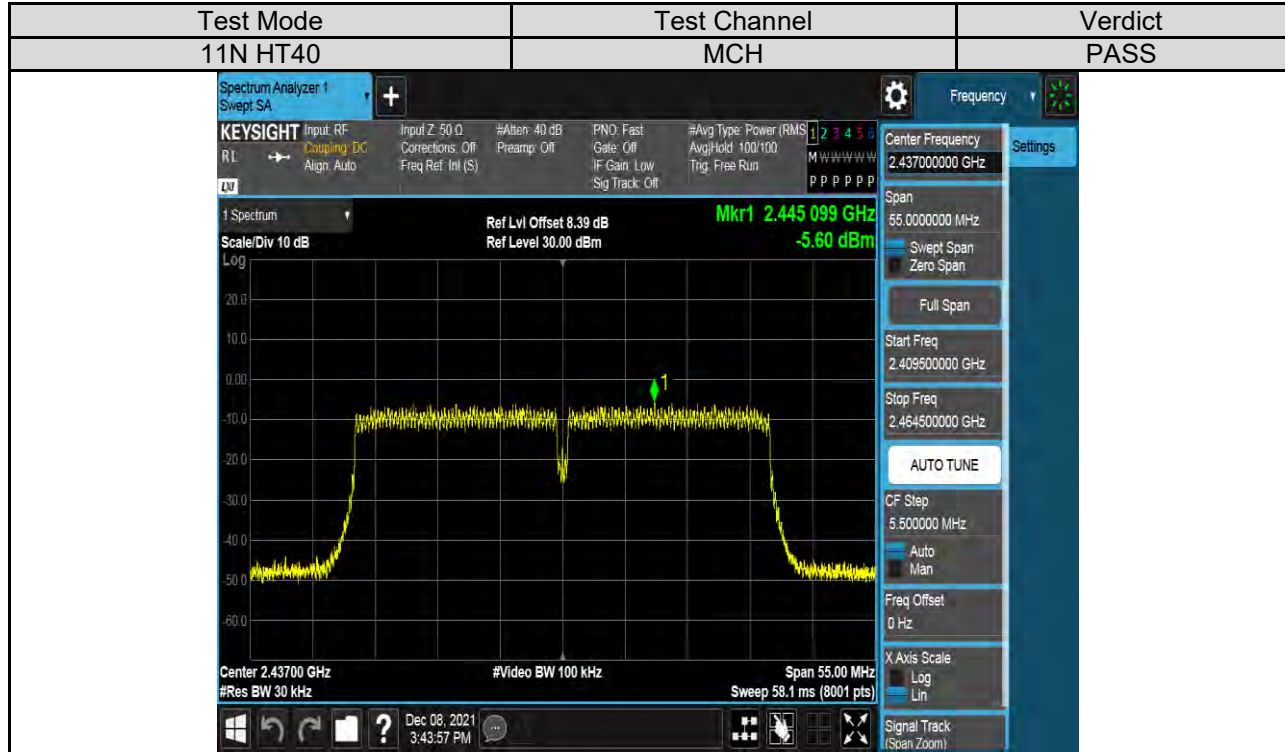 Test Mode Test Channel Verdict
11N HT40 MCH PASS
Spectrum Analyzer 1
Swept SA
+
Frequency
KEYSIGHT Input: RF Input Z: 50 Ω #Atten: 40 dB PNO: Fast #Avg Type: Power (RMS 1 2 3 4 5 6
RL Coupling: DC Corrections: Off Preamp: Off Gate: Off Avg|Hold: 100/100 M W W W W W
Align: Auto Freq Ref: Int (S) IF Gain: Low Trig: Free Run
LXI Sig Track: Off P P P P P P
1 Spectrum
Ref Lvl Offset 8.39 dB
Mkr1 2.445 099 GHz
Scale/Div 10 dB Ref Level 30.00 dBm -5.60 dBm
Log
20.0
10.0
0.00
1
-10.0
-20.0
-30.0
-40.0
-50.0
-60.0
Center 2.43700 GHz #Video BW 100 kHz Span 55.00 MHz
#Res BW 30 kHz Sweep 58.1 ms (8001 pts)
?
Dec 08, 2021
3:43:57 PM
Center Frequency
2.437000000 GHz
Settings
Span
55.0000000 MHz
Swept Span
Zero Span
Full Span
Start Freq
2.409500000 GHz
Stop Freq
2.464500000 GHz
AUTO TUNE
CF Step
5.500000 MHz
Auto
Man
Freq Offset
0 Hz
X Axis Scale
Log
Lin
Signal Track
(Span Zoom)